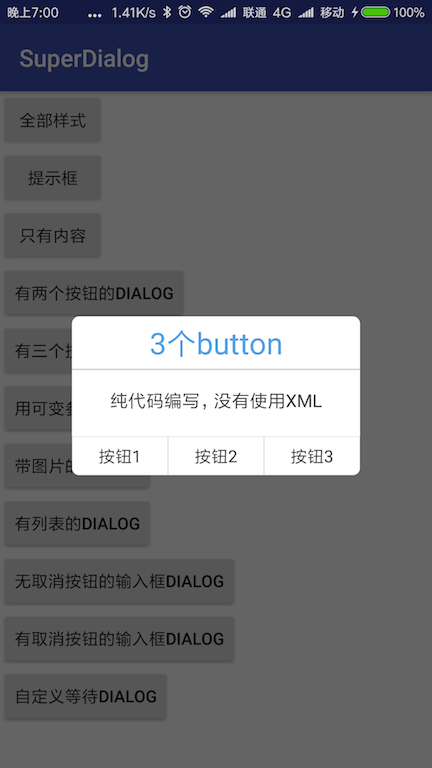 晚上7:00 ... 1.41K/s 联通 4G 移动 100%
SuperDialog
全部样式
提示框
只有内容
有两个按钮的DIALOG
有三个
用可变
带图片的
3个button
纯代码编写，没有使用XML
按钮1 按钮2 按钮3
有列表的DIALOG
无取消按钮的输入框DIALOG
有取消按钮的输入框DIALOG
自定义等待DIALOG